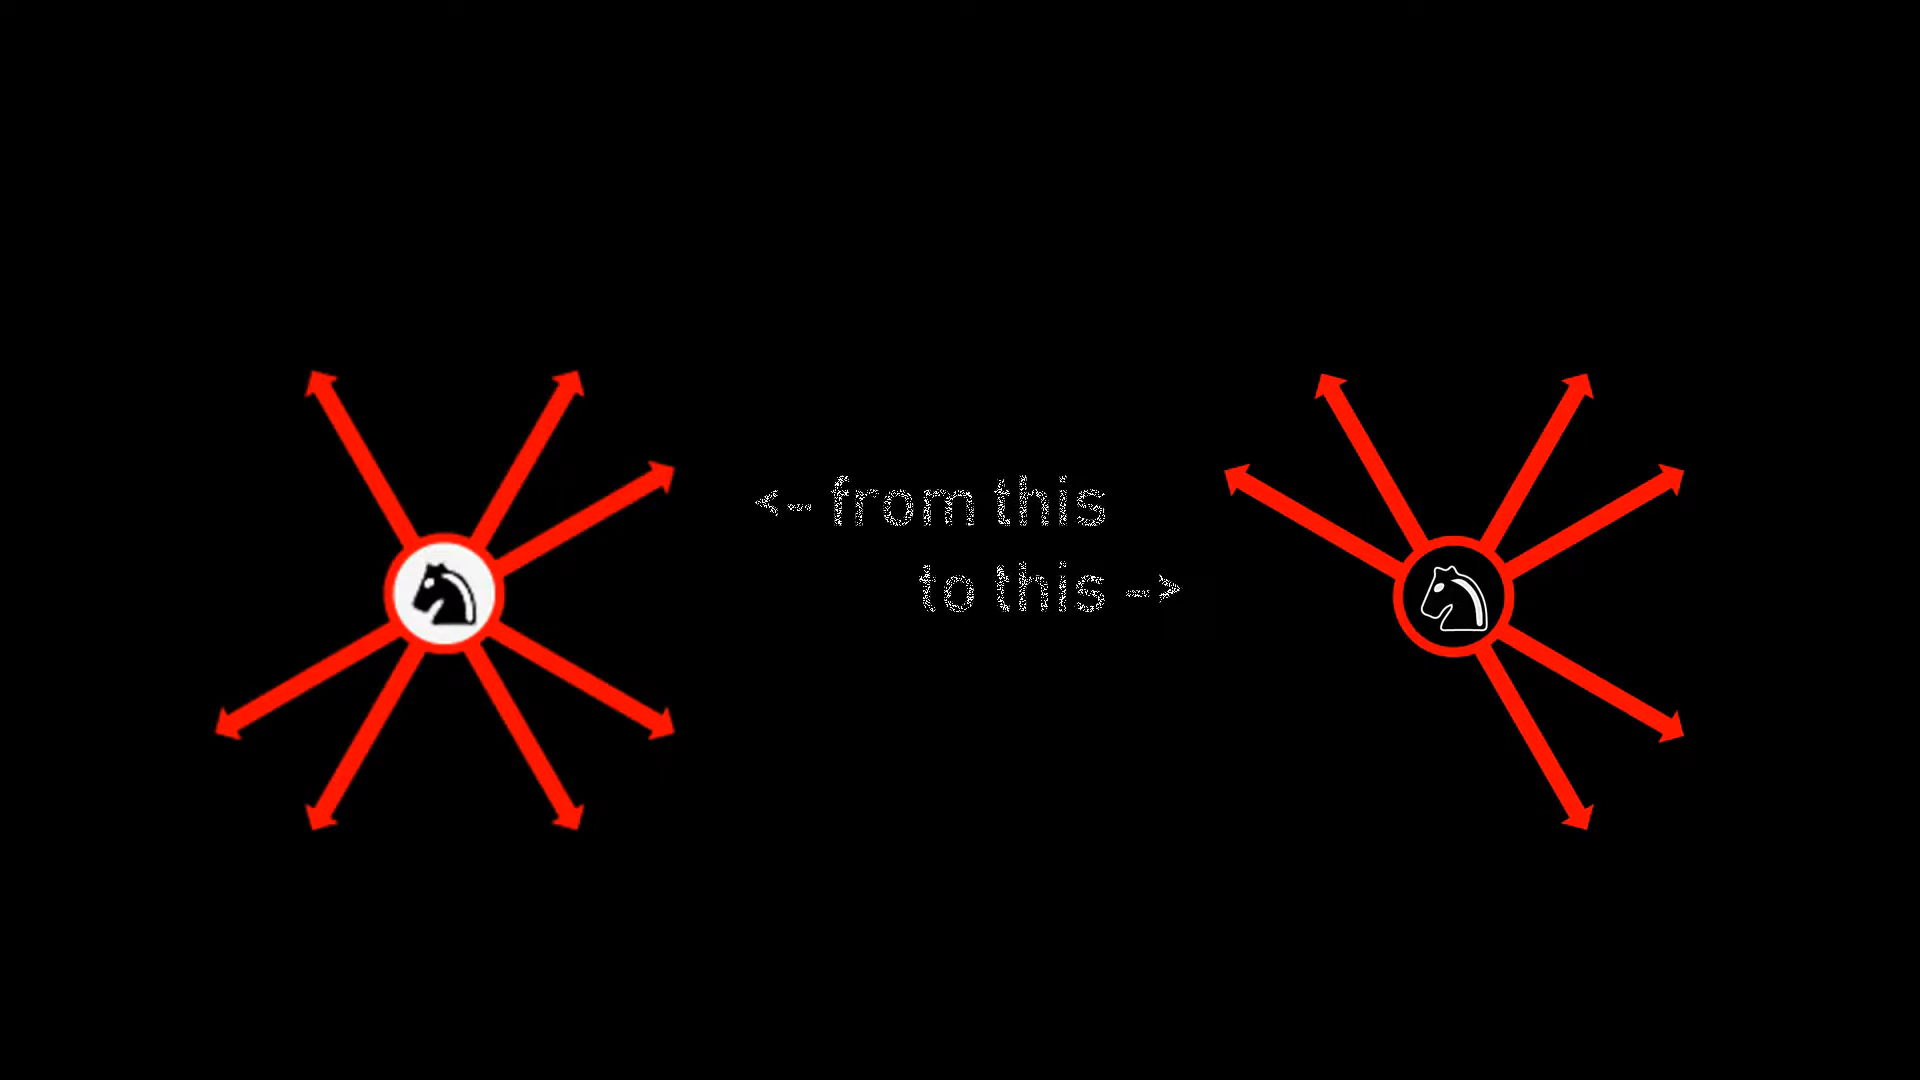 <-- from this
to this -->